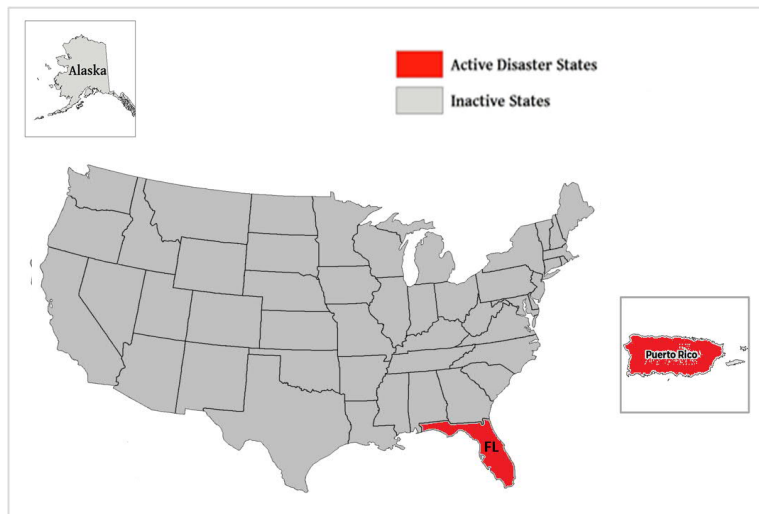 Alaska
Active Disaster States
Inactive States
Puerto Rico
FL